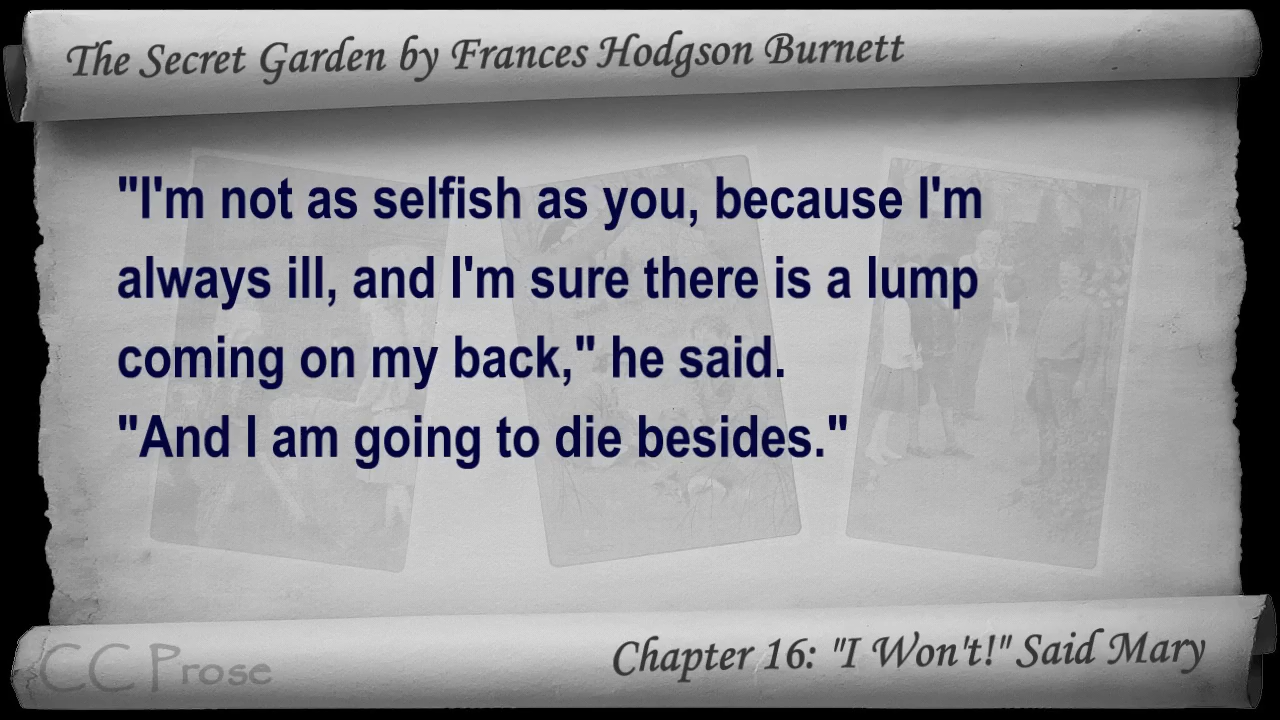 The Secret Garden by Frances Hodgson Burnett
"I'm not as selfish as you, because I'm
always ill, and I'm sure there is a lump
coming on my back," he said.
"And I am going to die besides."
CC Prose
Chapter 16: "I Won't!" Said Mary